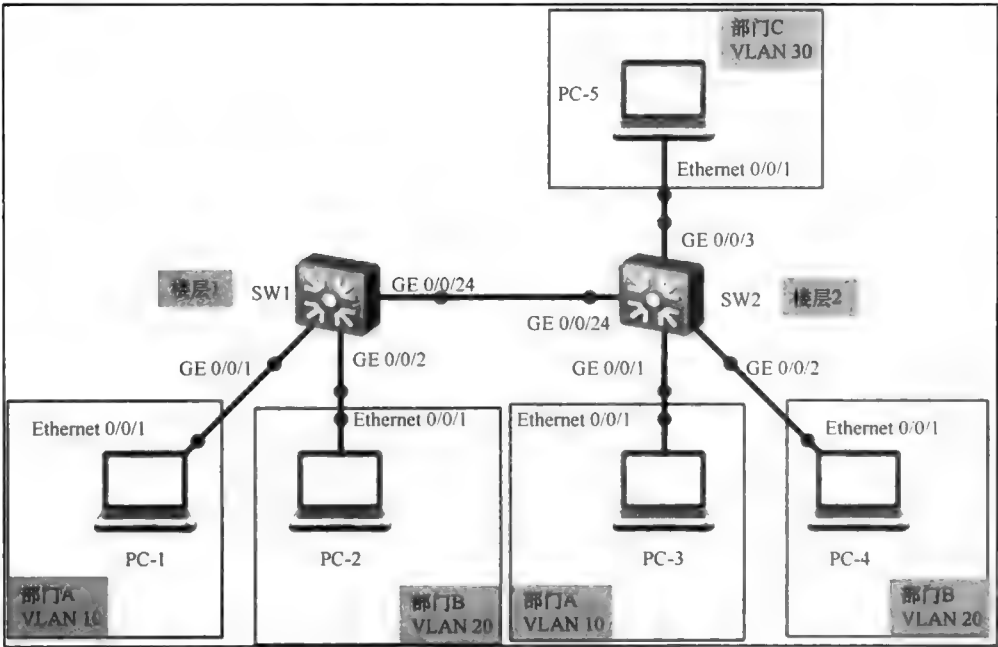 部门C
VLAN 30
PC-5
Ethernet 0/0/1
GE 0/0/3
楼层1
SW1
GE 0/0/24
GE 0/0/24
SW2
楼层2
GE 0/0/1
GE 0/0/2
GE 0/0/1
GE 0/0/2
Ethernet 0/0/1
Ethernet 0/0/1
Ethernet 0/0/1
Ethernet 0/0/1
PC-1
PC-2
PC-3
PC-4
部门A
VLAN 10
部门B
VLAN 20
部门A
VLAN 10
部门B
VLAN 20